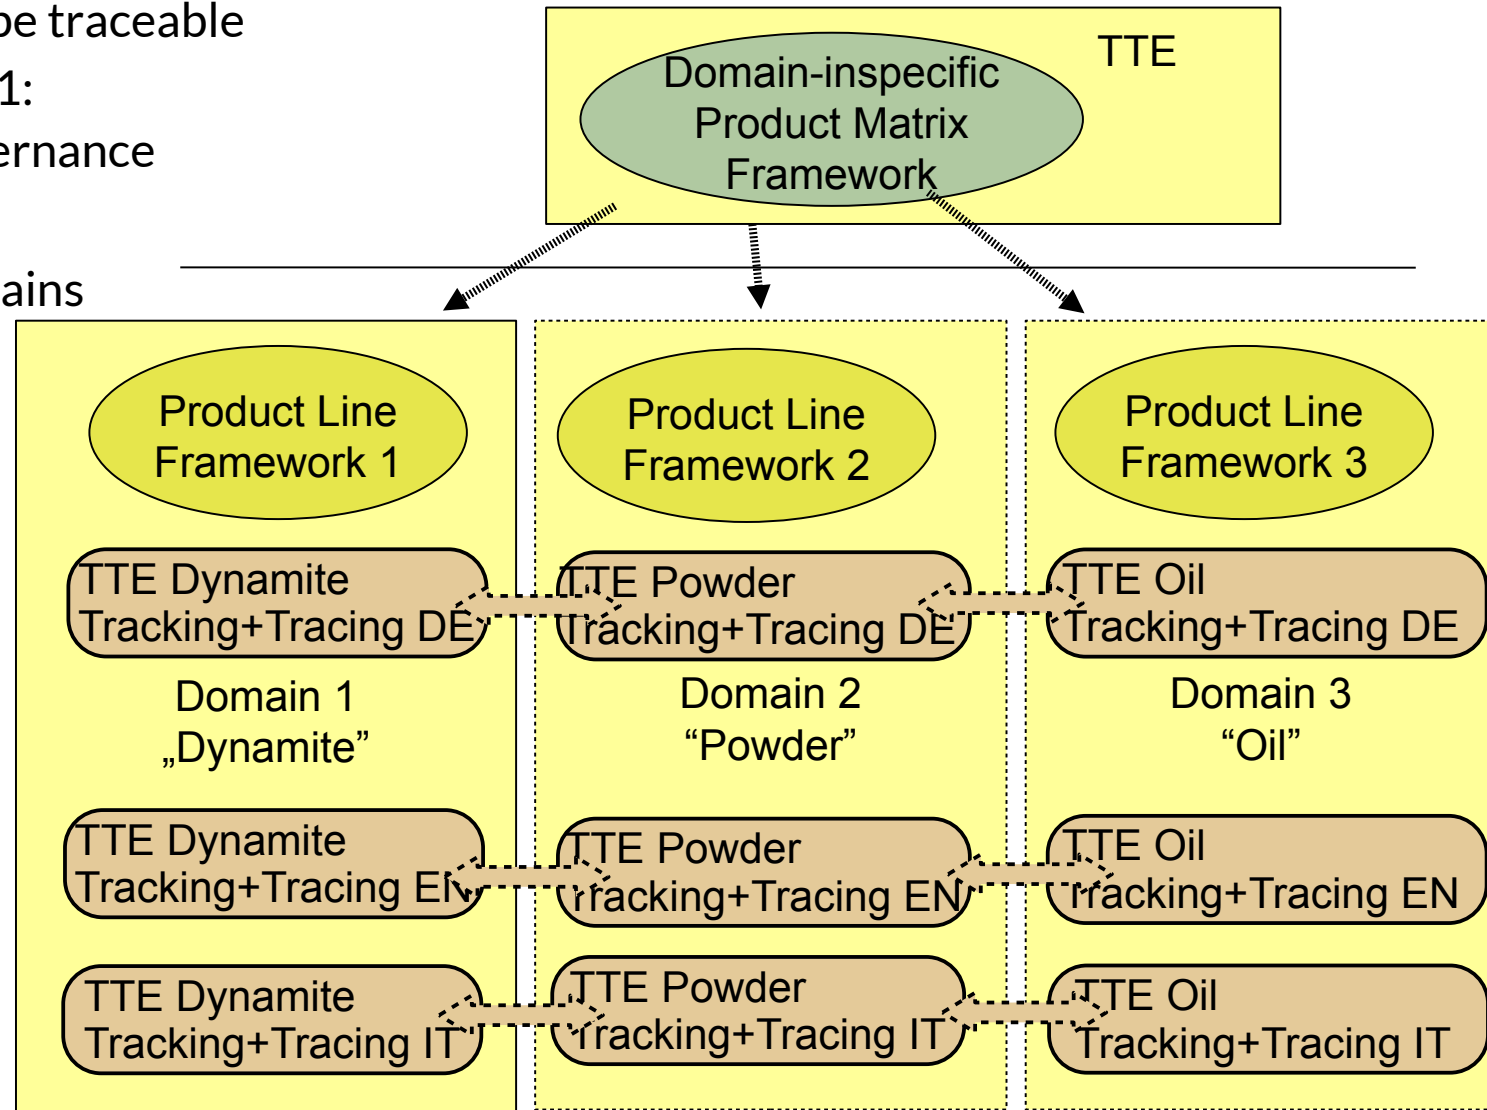 be traceable
1:
ernance
ains
TTE
Domain-inspecific
Product Matrix
Framework
Product Line
Framework 1
Product Line
Framework 2
Product Line
Framework 3
TTE Dynamite
Tracking+Tracing DE
TTE Powder
Tracking+Tracing DE
TTE Oil
Tracking+Tracing DE
Domain 1
„Dynamite”
Domain 2
“Powder”
Domain 3
“Oil”
TTE Dynamite
Tracking+Tracing EN
TTE Powder
Tracking+Tracing EN
TTE Oil
Tracking+Tracing EN
TTE Dynamite
Tracking+Tracing IT
TTE Powder
Tracking+Tracing IT
TTE Oil
Tracking+Tracing IT